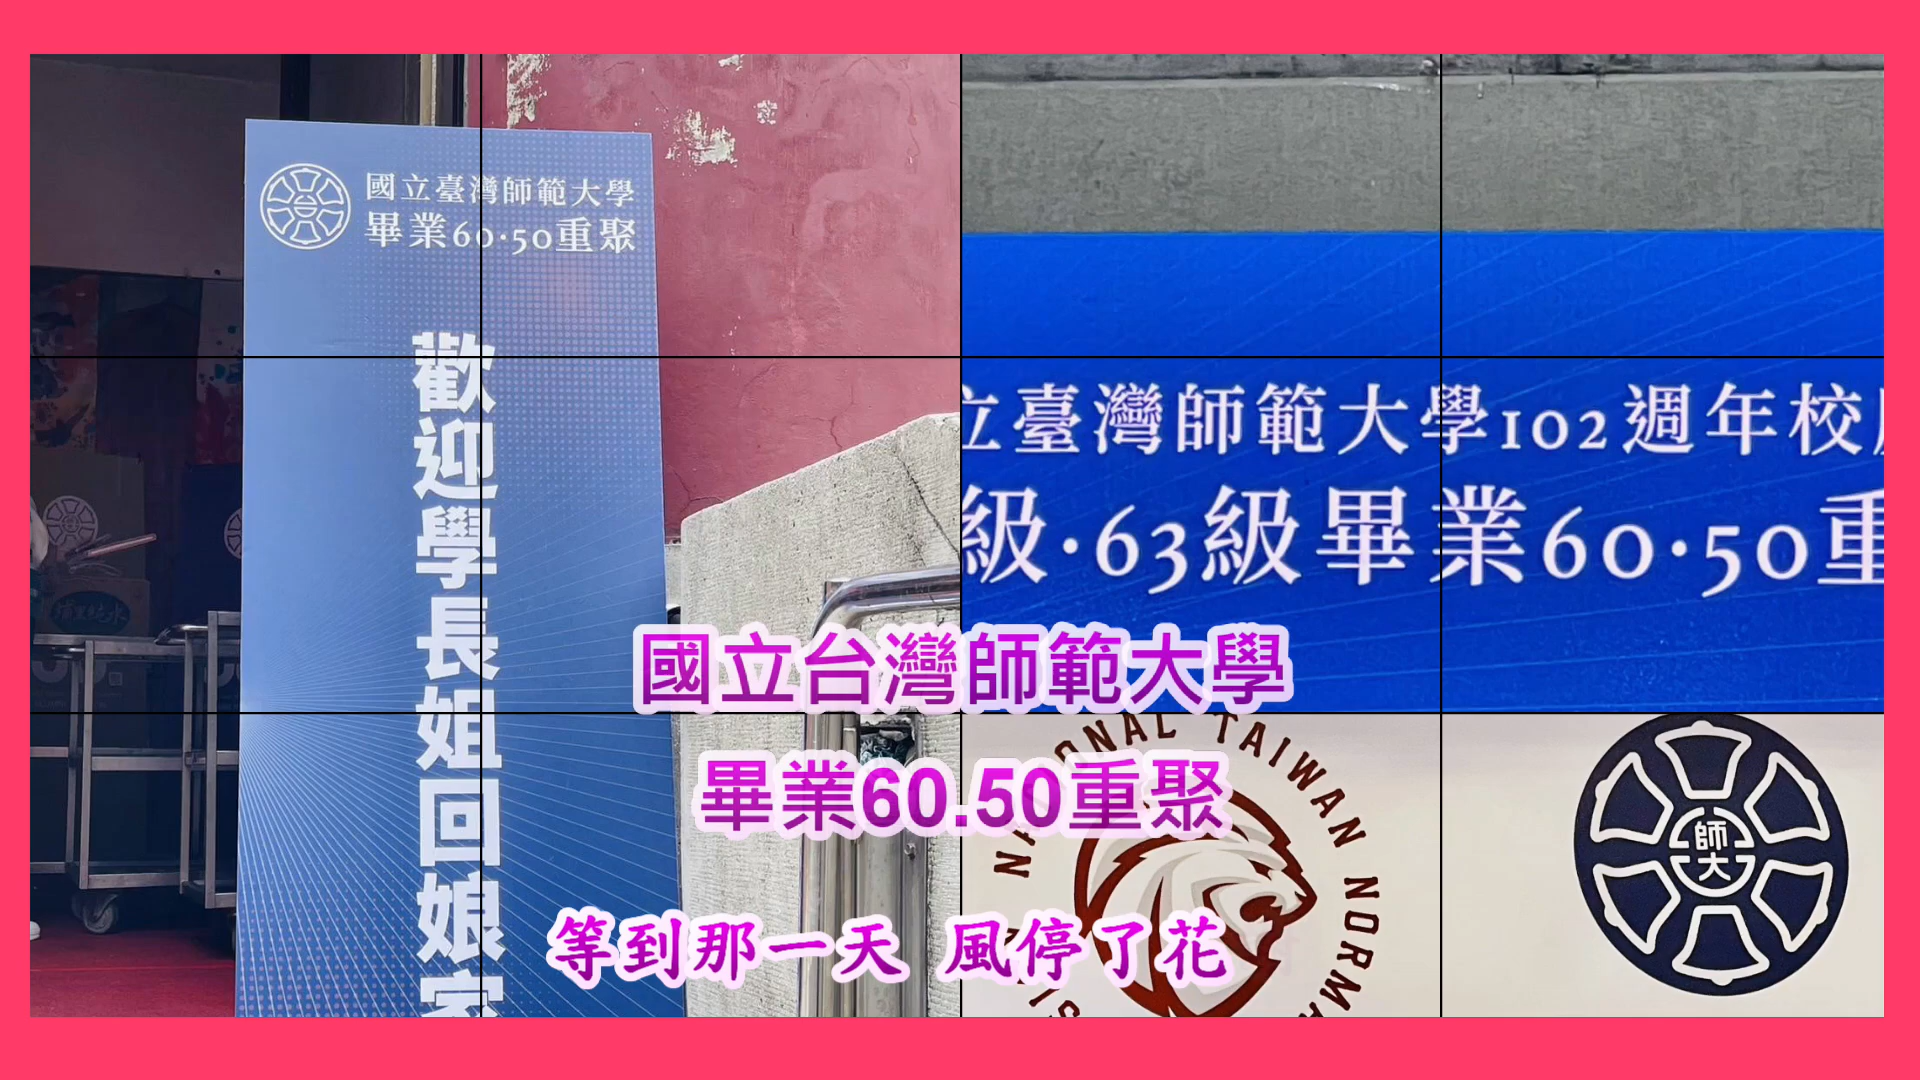 國立臺灣師範大學
畢業60·50重聚
歡迎學長姐回娘家
立臺灣師範大學102週年校
級·63級畢業60·50重
國立台灣師範大學
畢業60.50重聚
等到那一天 風停了花
NATIONAL TAIWAN NORMA
師大